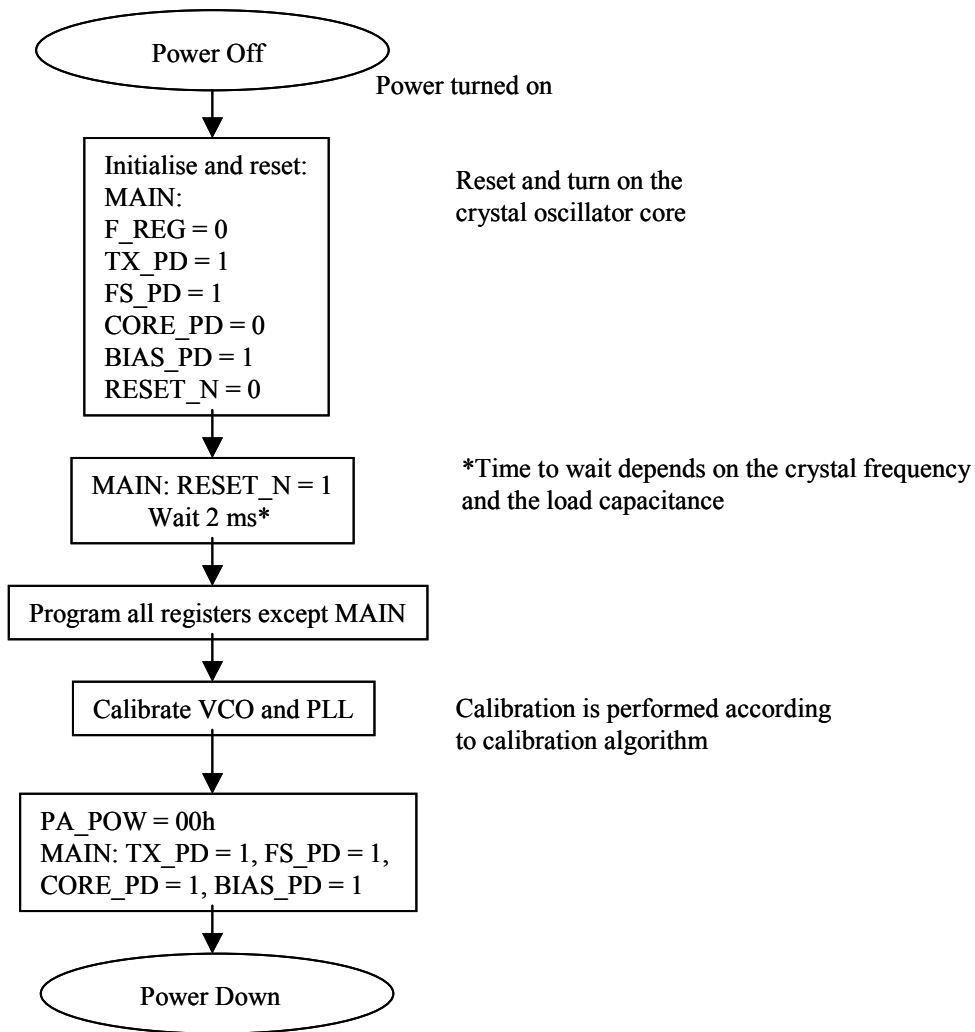 Power Off
Power turned on
Initialise and reset:
MAIN:
F_REG = 0
TX_PD = 1
FS_PD = 1
CORE_PD = 0
BIAS_PD = 1
RESET_N = 0
Reset and turn on the
crystal oscillator core
MAIN: RESET_N = 1
Wait 2 ms*
*Time to wait depends on the crystal frequency
and the load capacitance
Program all registers except MAIN
Calibrate VCO and PLL
Calibration is performed according
to calibration algorithm
PA_POW = 00h
MAIN: TX_PD = 1, FS_PD = 1,
CORE_PD = 1, BIAS_PD = 1
Power Down